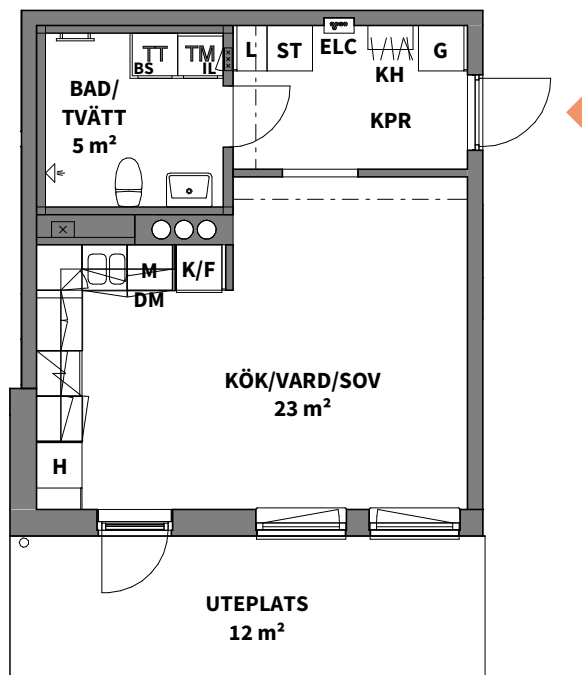 TT
TM
BS
IL
L
ST
ELC
KH
G
BAD/
TVÄTT
5 m²
KPR
M
K/F
DM
KÖK/VARD/SOV
23 m²
H
UTEPLATS
12 m²